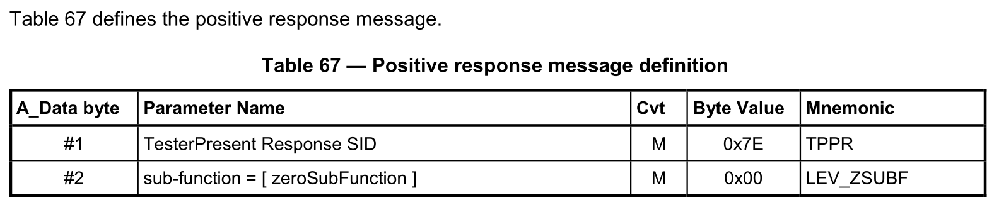 Table 67 defines the positive response message.
Table 67 — Positive response message definition
A_Data byte Parameter Name Cvt Byte Value Mnemonic
#1 TesterPresent Response SID M 0x7E TPPR
#2 sub-function = [ zeroSubFunction ] M 0x00 LEV_ZSUBF